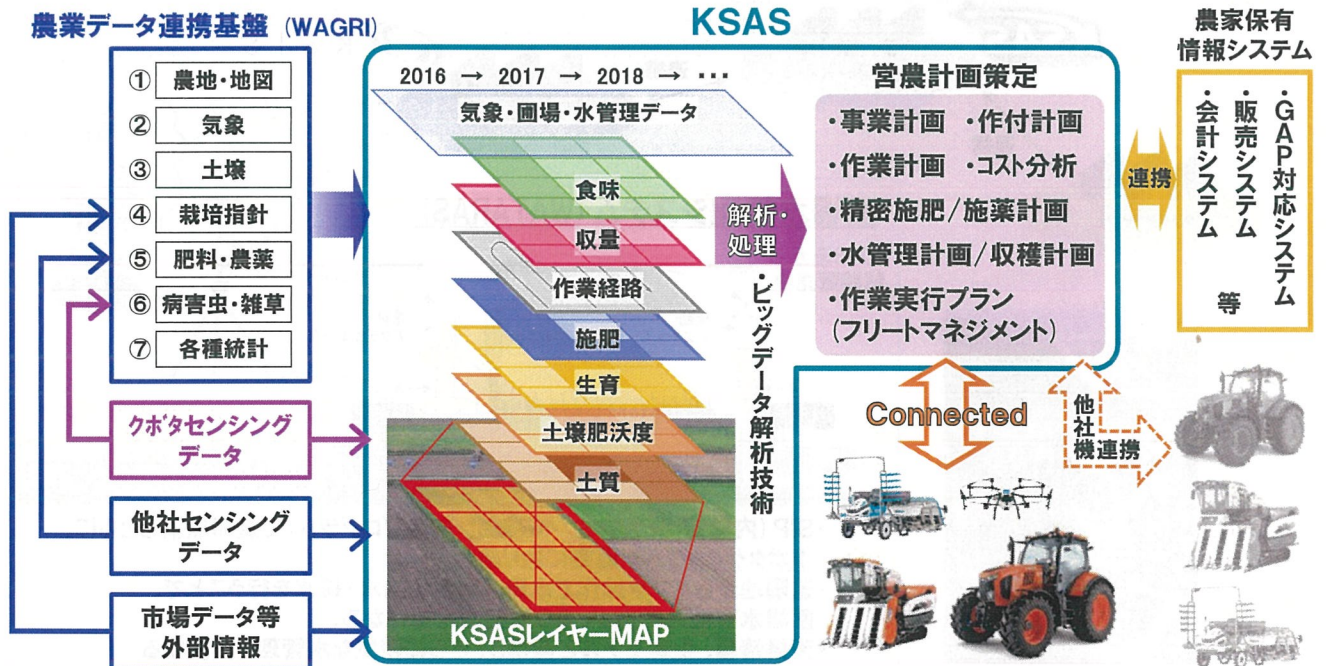 農業データ連携基盤 (WAGRI)
① 農地・地図
② 気象
③ 土壌
④ 栽培指針
⑤ 肥料・農薬
⑥ 病害虫・雑草
⑦ 各種統計
クボタセンシング
データ
他社センシング
データ
市場データ等
外部情報
KSAS
2016 → 2017 → 2018 → ・・・
気象・圃場・水管理データ
食味
収量
作業経路
施肥
生育
土壌肥沃度
土質
KSASレイヤーMAP
解析・
処理
・ビッグデータ解析技術
営農計画策定
・事業計画 ・作付計画
・作業計画 ・コスト分析
・精密施肥/施薬計画
・水管理計画/収穫計画
・作業実行プラン
(フリートマネジメント)
Connected
他社機連携
連携
農家保有
情報システム
・GAP対応システム
・販売システム
・会計システム
等